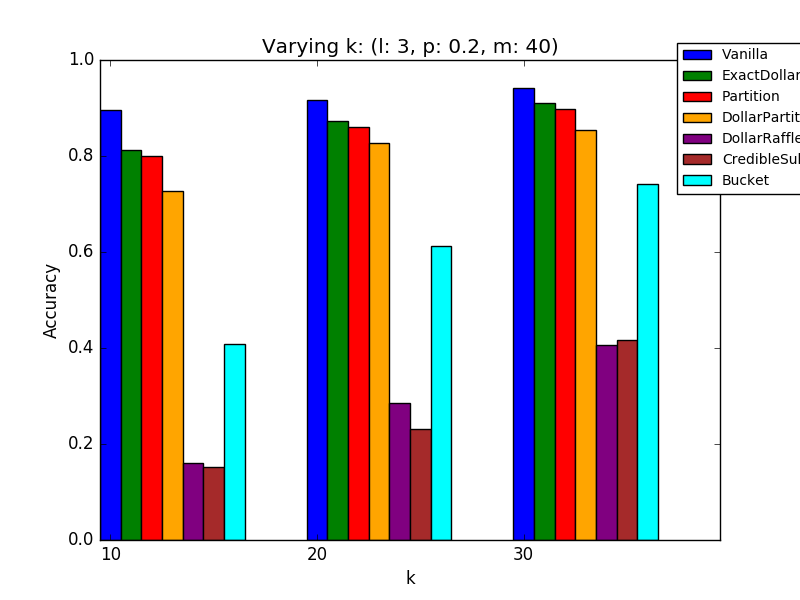 Varying k: (l: 3, p: 0.2, m: 40)
Vanilla
ExactDollar
Partition
DollarPartit
DollarRaffle
CredibleSul
Bucket
1.0
0.8
0.6
0.4
0.2
0.0
Accuracy
10 20 30
k